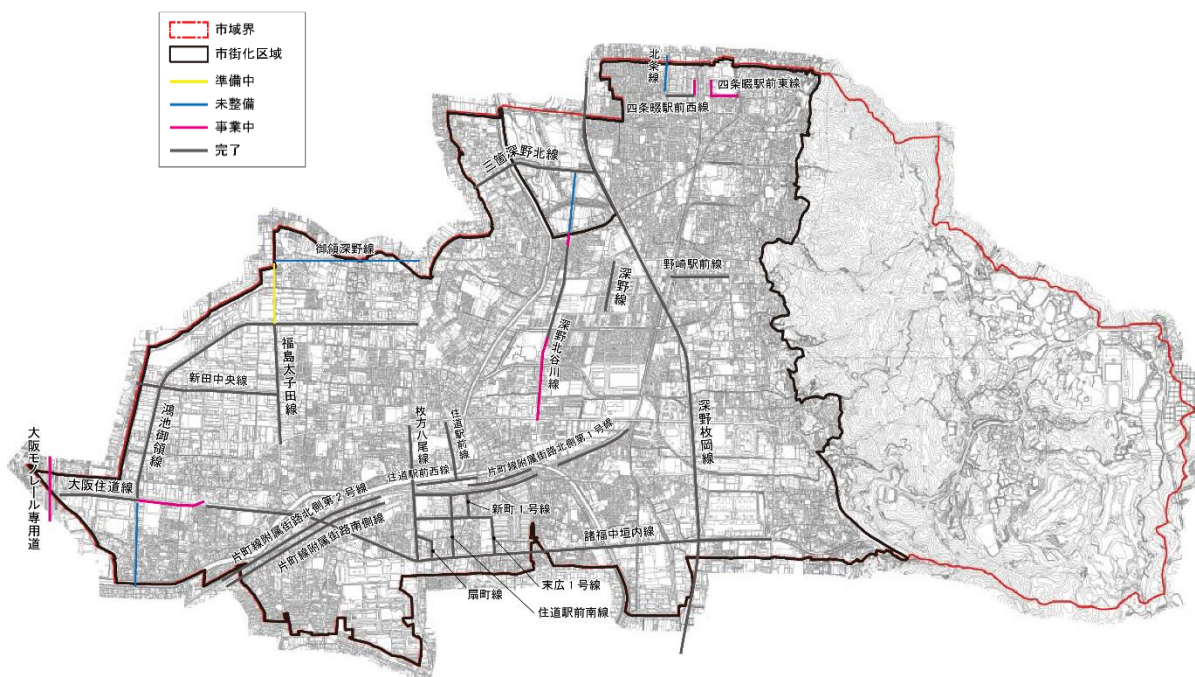 市域界
市街化区域
準備中
未整備
事業中
完了
北条線
四条畷駅前東線
四条畷駅前西線
三箇深野北線
御領深野線
深野線
野崎駅前線
福島太子田線
深野北谷川線
新田中央線
鴻池御領線
枚方八尾線
住道駅前線
深野枚岡線
大阪モノレール専用道
大阪住道線
住道駅前西線
片町線附属街路北側第1号線
片町線附属街路北側第2号線
片町線附属街路南側線
新町1号線
諸福中垣内線
末広1号線
扇町線
住道駅前南線